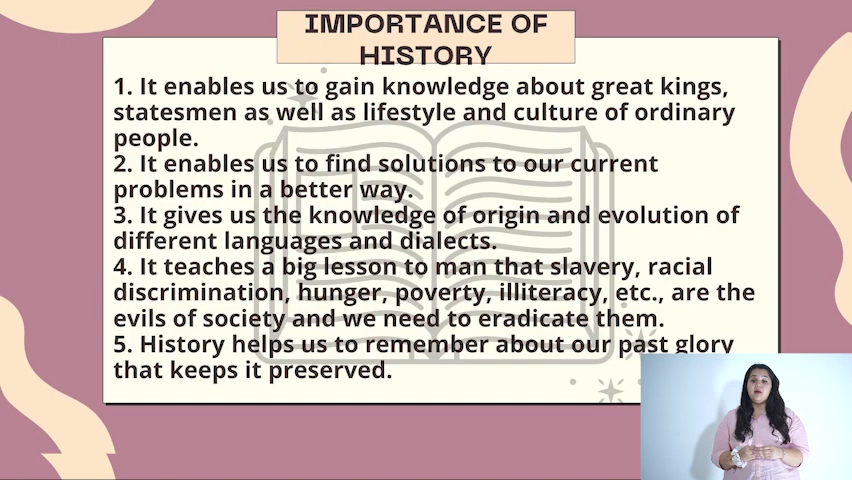 IMPORTANCE OF
HISTORY
1. It enables us to gain knowledge about great kings,
statesmen as well as lifestyle and culture of ordinary
people.
2. It enables us to find solutions to our current
problems in a better way.
3. It gives us the knowledge of origin and evolution of
different languages and dialects.
4. It teaches a big lesson to man that slavery, racial
discrimination, hunger, poverty, illiteracy, etc., are the
evils of society and we need to eradicate them.
5. History helps us to remember about our past glory
that keeps it preserved.